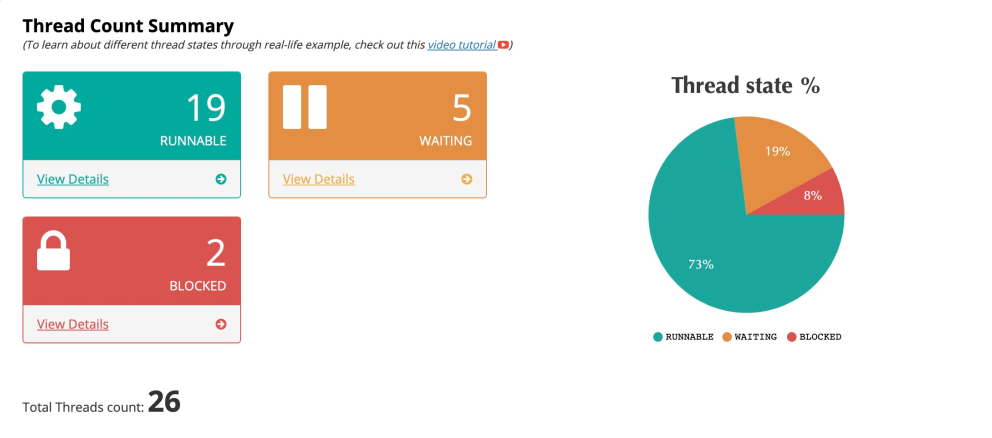 Thread Count Summary
(To learn about different thread states through real-life example, check out this video tutorial)
19
RUNNABLE
View Details
5
WAITING
View Details
2
BLOCKED
View Details
Total Threads count: 26
Thread state %
19%
8%
73%
RUNNABLE WAITING BLOCKED